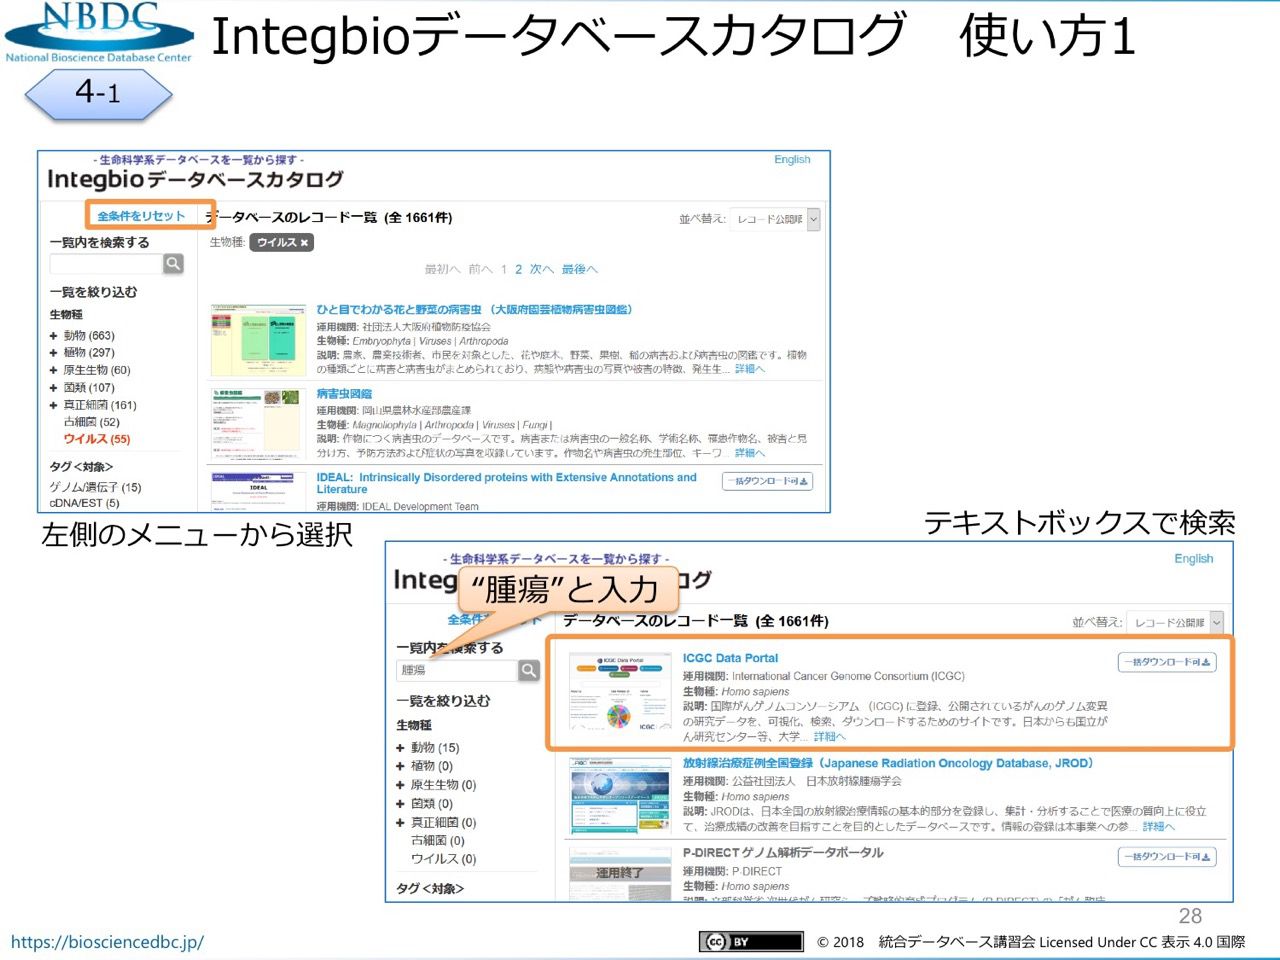 NBDC
National Bioscience Database Center
Integbioデータベースカタログ　使い方1
4-1
- 生命科学系データベースを一覧から探す -
English
Integbioデータベースカタログ
全条件をリセット
データベースのレコード一覧 (全 1661件)
並べ替え: レコード公開順
生物種: ウイルス ×
一覧内を検索する
最初へ 前へ 1 2 次へ 最後へ
一覧を絞り込む
生物種
+ 動物 (663)
+ 植物 (297)
+ 原生生物 (60)
+ 菌類 (107)
+ 真正細菌 (161)
古細菌 (52)
ウイルス (55)
タグ<対象>
ゲノム/遺伝子 (15)
cDNA/EST (5)
ひと目でわかる花と野菜の病害虫 （大阪府園芸植物病害虫図鑑）
運用機関: 社団法人大阪府植物防疫協会
生物種: Embryophyta | Viruses | Arthropoda
説明: 農家、農業技術者、市民を対象とした、花や庭木、野菜、果樹、稲の病害および病害虫の図鑑です。植物
の種類ごとに病害と病害虫がまとめられており、病態や病害虫の写真や被害の特徴、発生生... 詳細へ
病害虫図鑑
運用機関: 岡山県農林水産部農産課
生物種: Magnoliophyta | Arthropoda | Viruses | Fungi |
説明: 作物につく病害虫のデータベースです。病害または病害虫の一般名称、学術名称、罹患作物名、被害と見
分け方、予防方法および症状の写真を収録しています。作物名や病害虫の発生部位、キーワ... 詳細へ
IDEAL
IDEAL: Intrinsically Disordered proteins with Extensive Annotations and
Literature
一括ダウンロード可
運用機関: IDEAL Development Team
左側のメニューから選択
テキストボックスで検索
- 生命科学系データベースを一覧から探す -
English
Integ
ログ
“腫瘍”と入力
全条件
ット
データベースのレコード一覧 (全 1661件)
並べ替え: レコード公開順
一覧内を検索する
腫瘍
一覧を絞り込む
生物種
+ 動物 (15)
+ 植物 (0)
+ 原生生物 (0)
+ 菌類 (0)
+ 真正細菌 (0)
古細菌 (0)
ウイルス (0)
タグ<対象>
ICGC Data Portal
ICGC Data Portal
一括ダウンロード可
運用機関: International Cancer Genome Consortium (ICGC)
生物種: Homo sapiens
説明: 国際がんゲノムコンソーシアム （ICGC) に登録、公開されているがんのゲノム変異
の研究データを、可視化、検索、ダウンロードするためのサイトです。日本からも国立が
ん研究センター等、大学... 詳細へ
放射線治療症例全国登録（Japanese Radiation Oncology Database, JROD）
運用機関: 公益社団法人　日本放射線腫瘍学会
生物種: Homo sapiens
説明: JRODは、日本全国の放射線治療情報の基本的部分を登録し、集計・分析することで医療の質向上に役立
て、治療成績の改善を目指すことを目的としたデータベースです。情報の登録は本事業への参... 詳細へ
運用終了
P-DIRECT ゲノム解析データポータル
一括ダウンロード可
運用機関: P-DIRECT
生物種: Homo sapiens
28
https://biosciencedbc.jp/
CC BY
© 2018　統合データベース講習会 Licensed Under CC 表示 4.0 国際